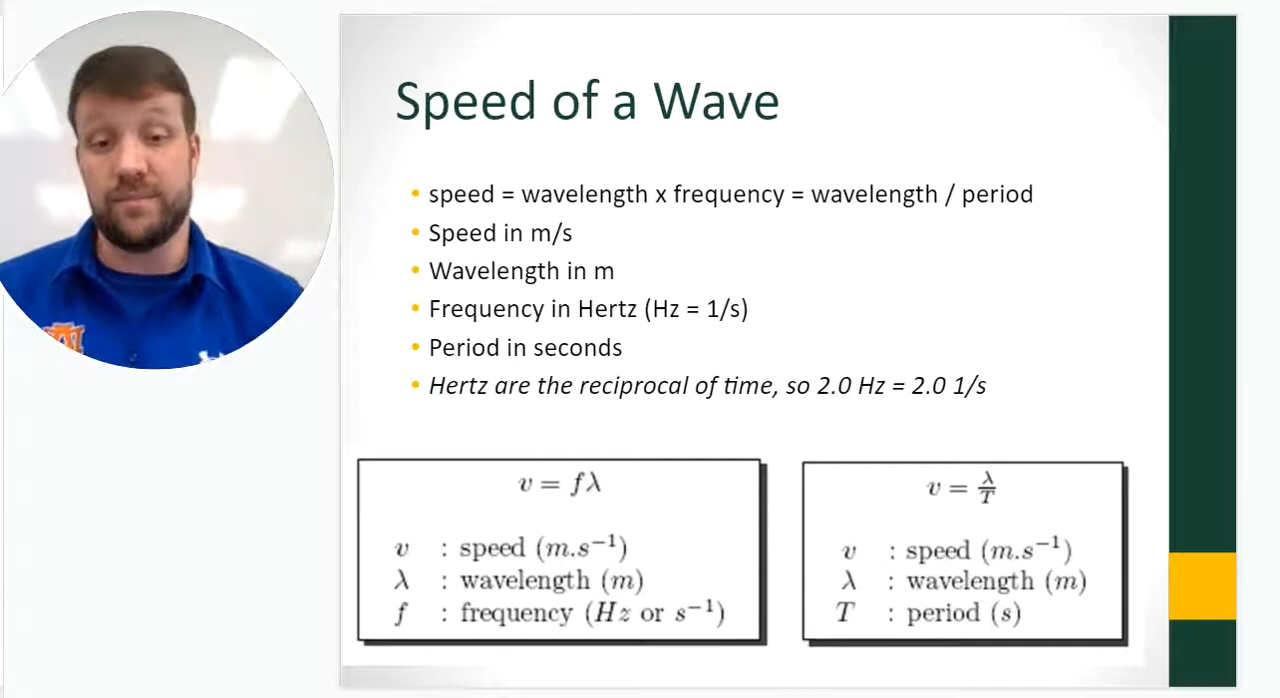 Speed of a Wave
speed = wavelength x frequency = wavelength / period
Speed in m/s
Wavelength in m
Frequency in Hertz (Hz = 1/s)
Period in seconds
Hertz are the reciprocal of time, so 2.0 Hz = 2.0 1/s
v = fλ
v : speed (m.s⁻¹)
λ : wavelength (m)
f : frequency (Hz or s⁻¹)
v = λ/T
v : speed (m.s⁻¹)
λ : wavelength (m)
T : period (s)